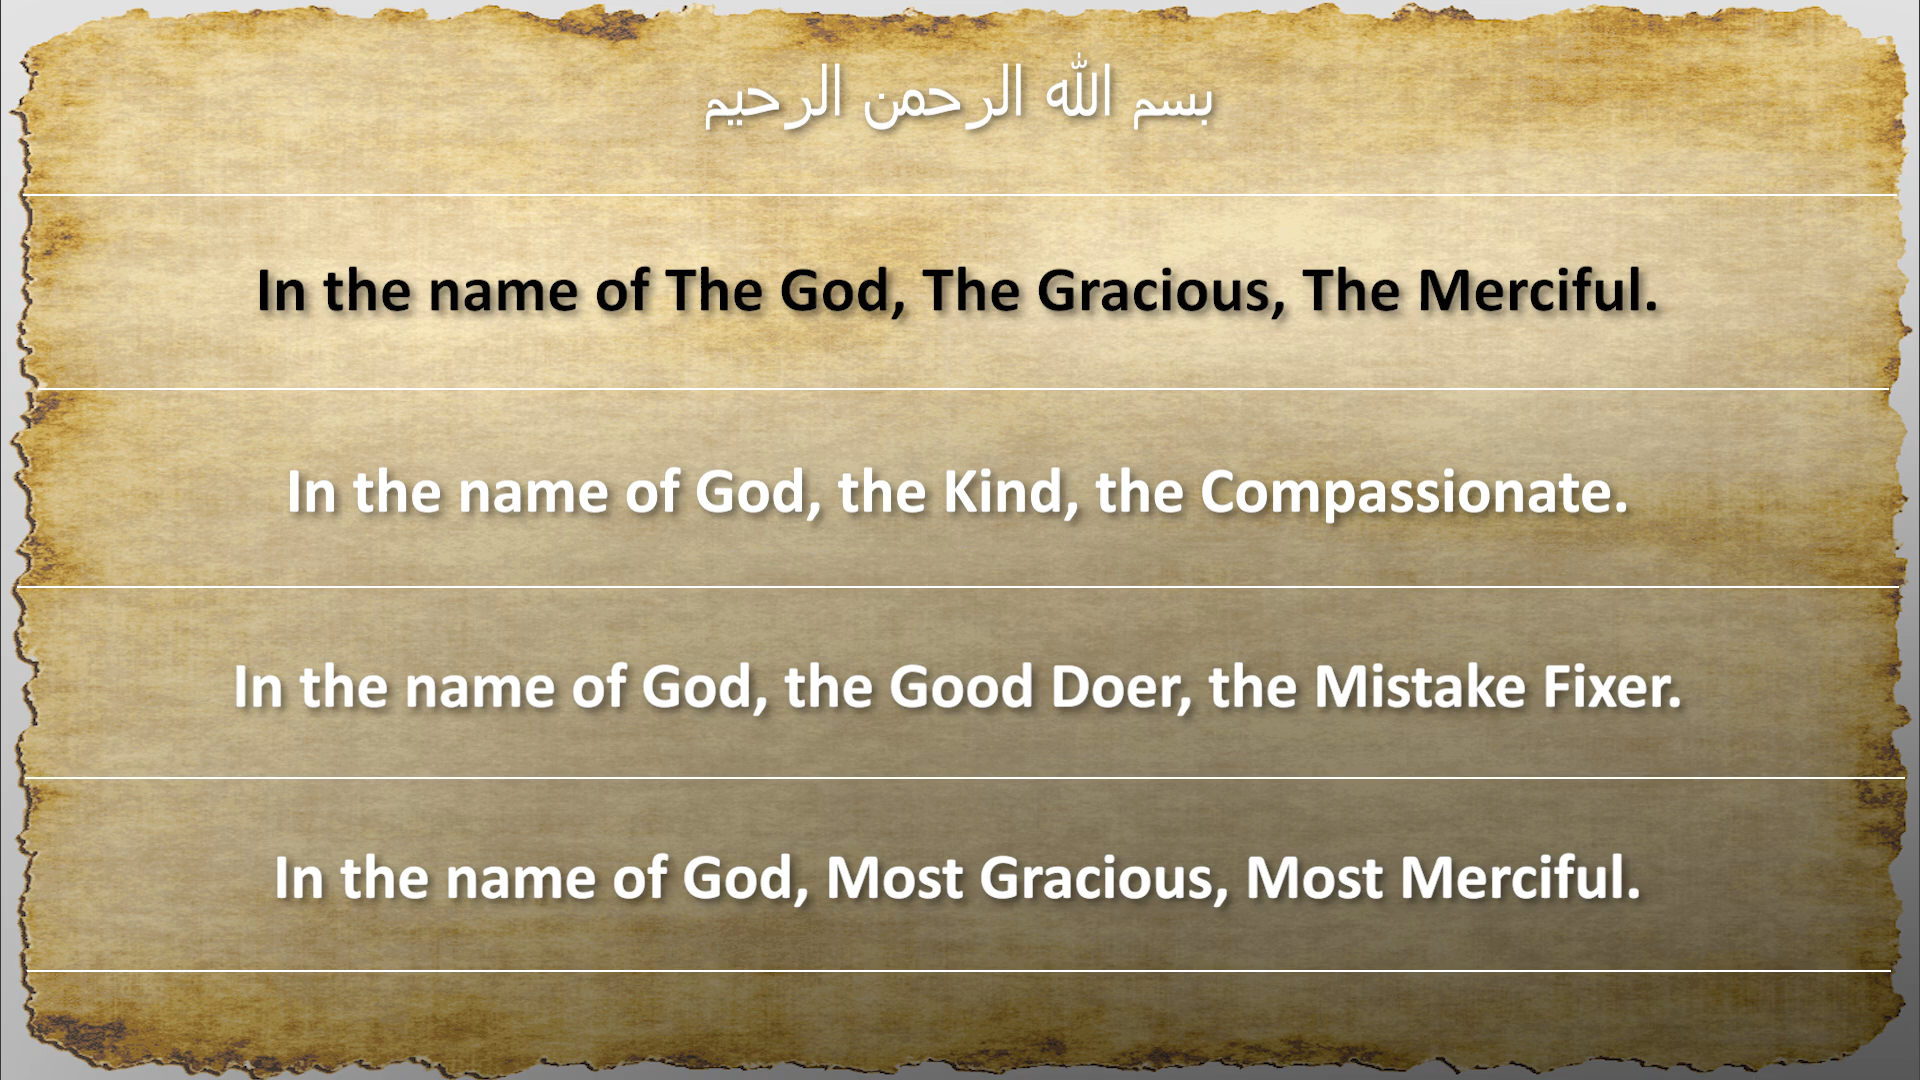 بسم الله الرحمن الرحيم
In the name of The God, The Gracious, The Merciful.
In the name of God, the Kind, the Compassionate.
In the name of God, the Good Doer, the Mistake Fixer.
In the name of God, Most Gracious, Most Merciful.